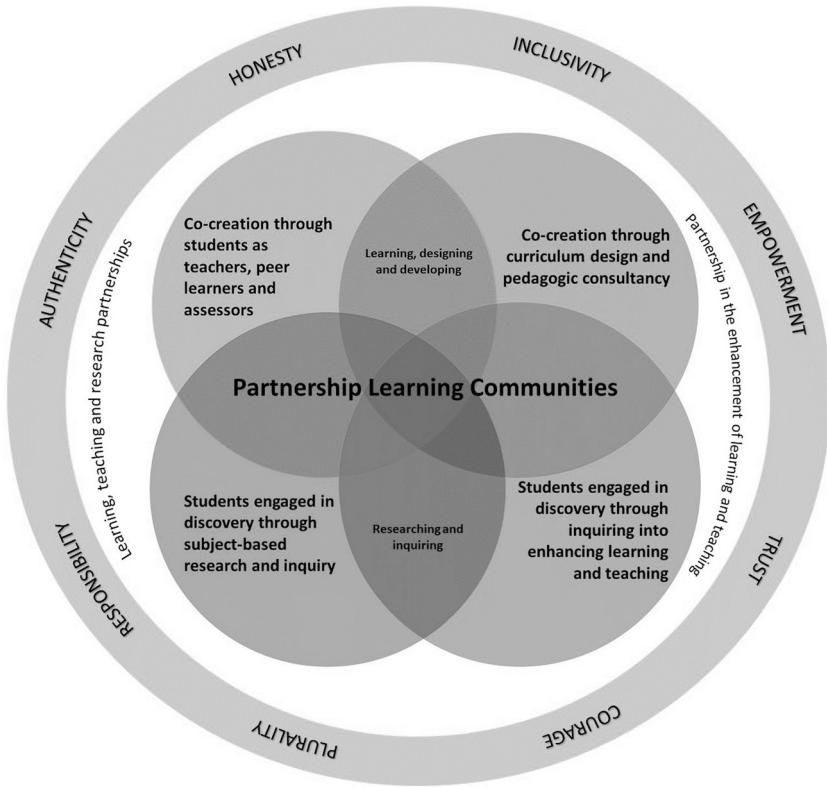 HONESTY
INCLUSIVITY
AUTHENTICITY
EMPOWERMENT
Learning, teaching and research partnerships
Partnership in the enhancement of learning and teaching
Co-creation through
students as
teachers, peer
learners and
assessors
Learning, designing
and developing
Co-creation through
curriculum design and
pedagogic consultancy
Partnership Learning Communities
Students engaged in
discovery through
subject-based
research and inquiry
Researching and
inquiring
Students engaged in
discovery through
inquiring into
enhancing learning
and teaching
RESPONSIBILITY
TRUST
PLURALITY
COURAGE